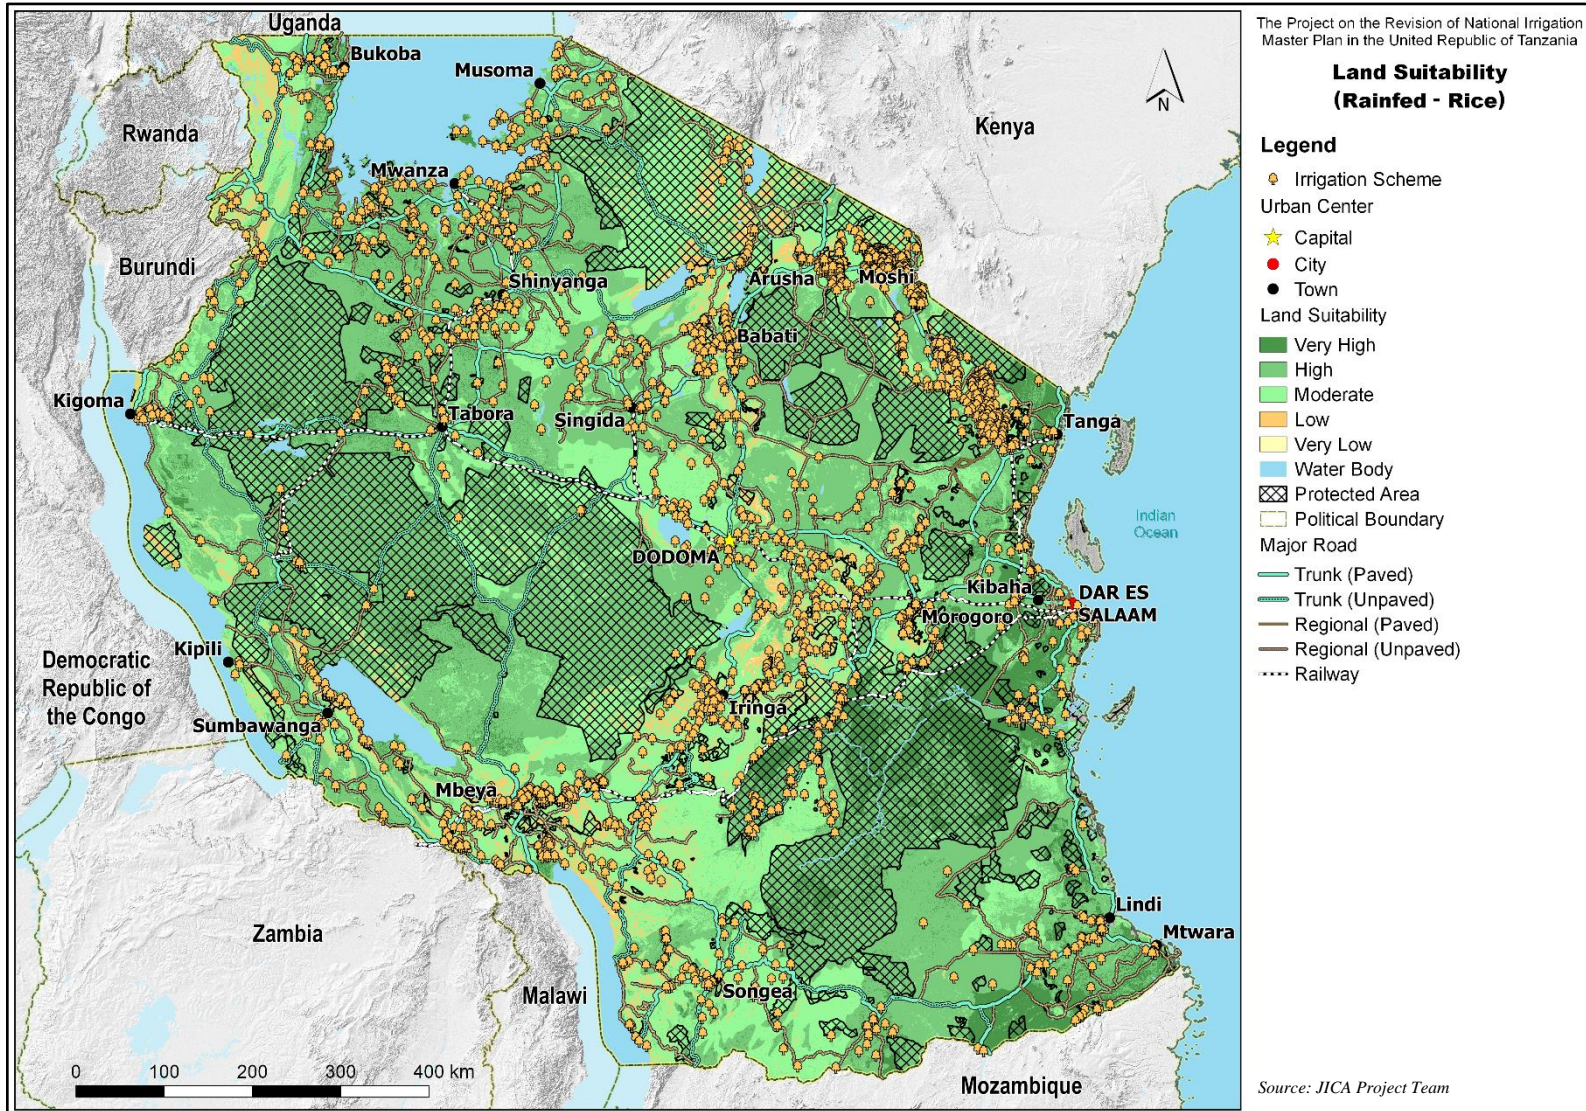 The Project on the Revision of National Irrigation
Master Plan in the United Republic of Tanzania
Land Suitability
(Rainfed - Rice)
Legend
Irrigation Scheme
Urban Center
Capital
City
Town
Land Suitability
Very High
High
Moderate
Low
Very Low
Water Body
Protected Area
Political Boundary
Major Road
Trunk (Paved)
Trunk (Unpaved)
Regional (Paved)
Regional (Unpaved)
Railway
Source: JICA Project Team
Uganda
Bukoba
Musoma
Rwanda
Kenya
N
Mwanza
Burundi
Shinyanga
Arusha
Moshi
Babati
Kigoma
Tabora
Singida
Tanga
Indian
Ocean
DODOMA
Kibaha
DAR ES
SALAAM
Morogoro
Kipili
Democratic
Republic of
the Congo
Sumbawanga
Iringa
Mbeya
Lindi
Mtwara
Zambia
Malawi
Songea
Mozambique
0 100 200 300 400 km